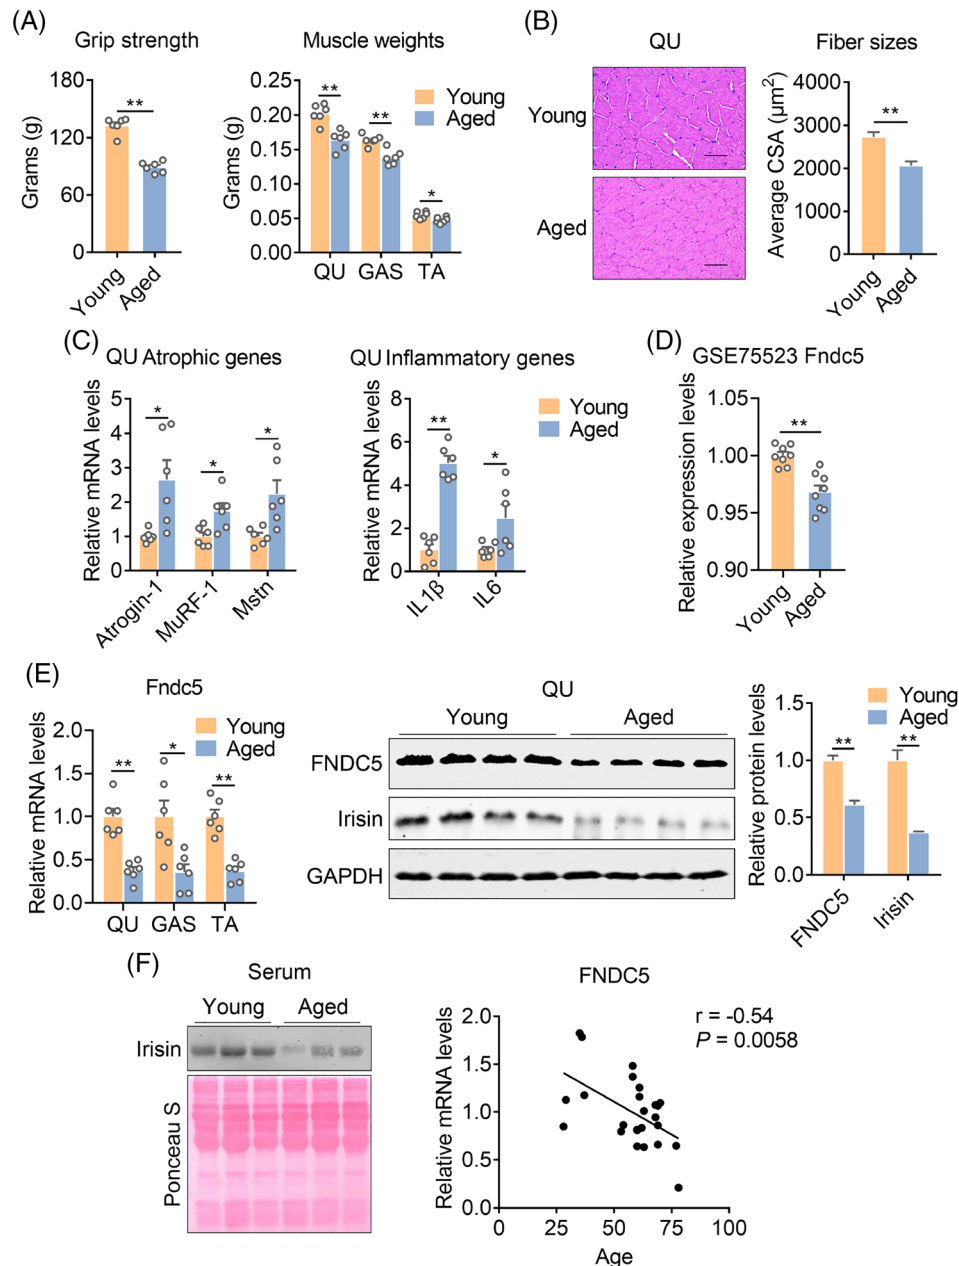 (A)
Grip strength
Grams (g)
180
120
60
0
**
Young
Aged
Muscle weights
Grams (g)
0.25
0.20
0.15
0.10
0.05
0.00
**
**
*
Young
Aged
QU GAS TA
(B)
QU
Young
Aged
Fiber sizes
Average CSA (μm²)
4000
3000
2000
1000
0
**
Young
Aged
(C)
QU Atrophic genes
Relative mRNA levels
5
4
3
2
1
0
*
*
*
Atrogin-1
MuRF-1
Mstn
QU Inflammatory genes
Relative mRNA levels
8
6
4
2
0
**
*
Young
Aged
IL1β
IL6
(D)
GSE75523 Fndc5
Relative expression levels
1.05
1.00
0.95
0.90
**
Young
Aged
(E)
Fndc5
Relative mRNA levels
2.0
1.5
1.0
0.5
0.0
Young
Aged
**
*
**
QU GAS TA
QU
Young Aged
FNDC5
Irisin
GAPDH
Relative protein levels
1.5
1.0
0.5
0.0
Young
Aged
**
**
FNDC5
Irisin
(F)
Serum
Young Aged
Irisin
Ponceau S
FNDC5
Relative mRNA levels
2.0
1.5
1.0
0.5
0.0
r = -0.54
P = 0.0058
0 25 50 75 100
Age